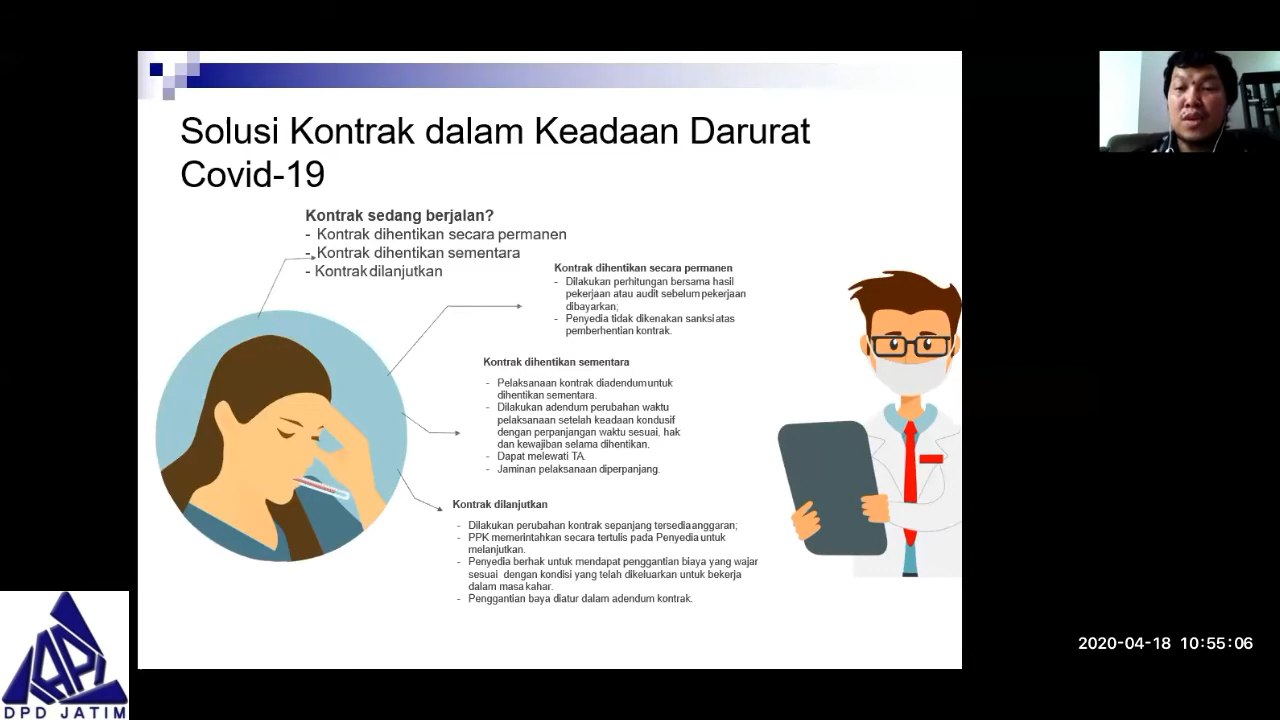 Solusi Kontrak dalam Keadaan Darurat
Covid-19
Kontrak sedang berjalan?
- Kontrak dihentikan secara permanen
- Kontrak dihentikan sementara
- Kontrak dilanjutkan
Kontrak dihentikan secara permanen
- Dilakukan perhitungan bersama hasil
pekerjaan atau audit sebelum pekerjaan
dibayarkan;
- Penyedia tidak dikenakan sanksi atas
pemberhentian kontrak.
Kontrak dihentikan sementara
- Pelaksanaan kontrak diadendum untuk
dihentikan sementara.
- Dilakukan adendum perubahan waktu
pelaksanaan setelah keadaan kondusif
dengan perpanjangan waktu sesuai, hak
dan kewajiban selama dihentikan.
- Dapat melewati TA.
- Jaminan pelaksanaan diperpanjang.
Kontrak dilanjutkan
- Dilakukan perubahan kontrak sepanjang tersedia anggaran;
- PPK memerintahkan secara tertulis pada Penyedia untuk
melanjutkan.
- Penyedia berhak untuk mendapat penggantian biaya yang wajar
sesuai dengan kondisi yang telah dikeluarkan untuk bekerja
dalam masa kahar.
- Penggantian baya diatur dalam adendum kontrak.
2020-04-18 10:55:06
IAPI
DPD JATIM